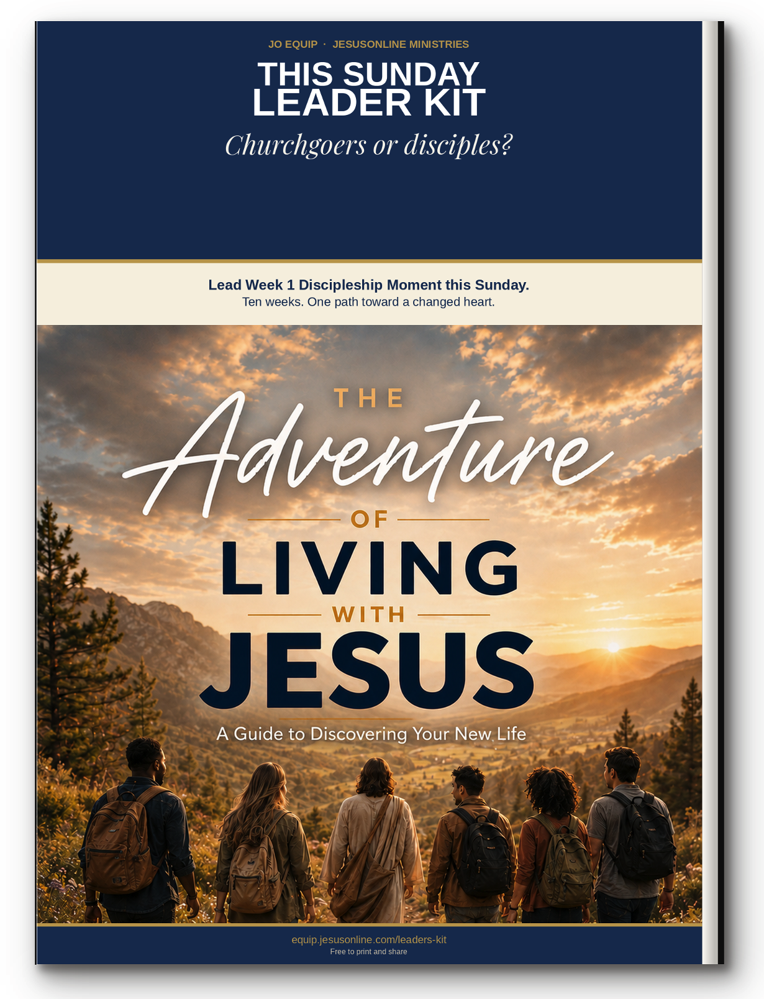 JO EQUIP · JESUSONLINE MINISTRIES
THIS SUNDAY
LEADER KIT
Churchgoers or disciples?
Lead Week 1 Discipleship Moment this Sunday.
Ten weeks. One path toward a changed heart.
THE
Adventure
OF
LIVING
WITH
JESUS
A Guide to Discovering Your New Life
equip.jesusonline.com/leaders-kit
Free to print and share